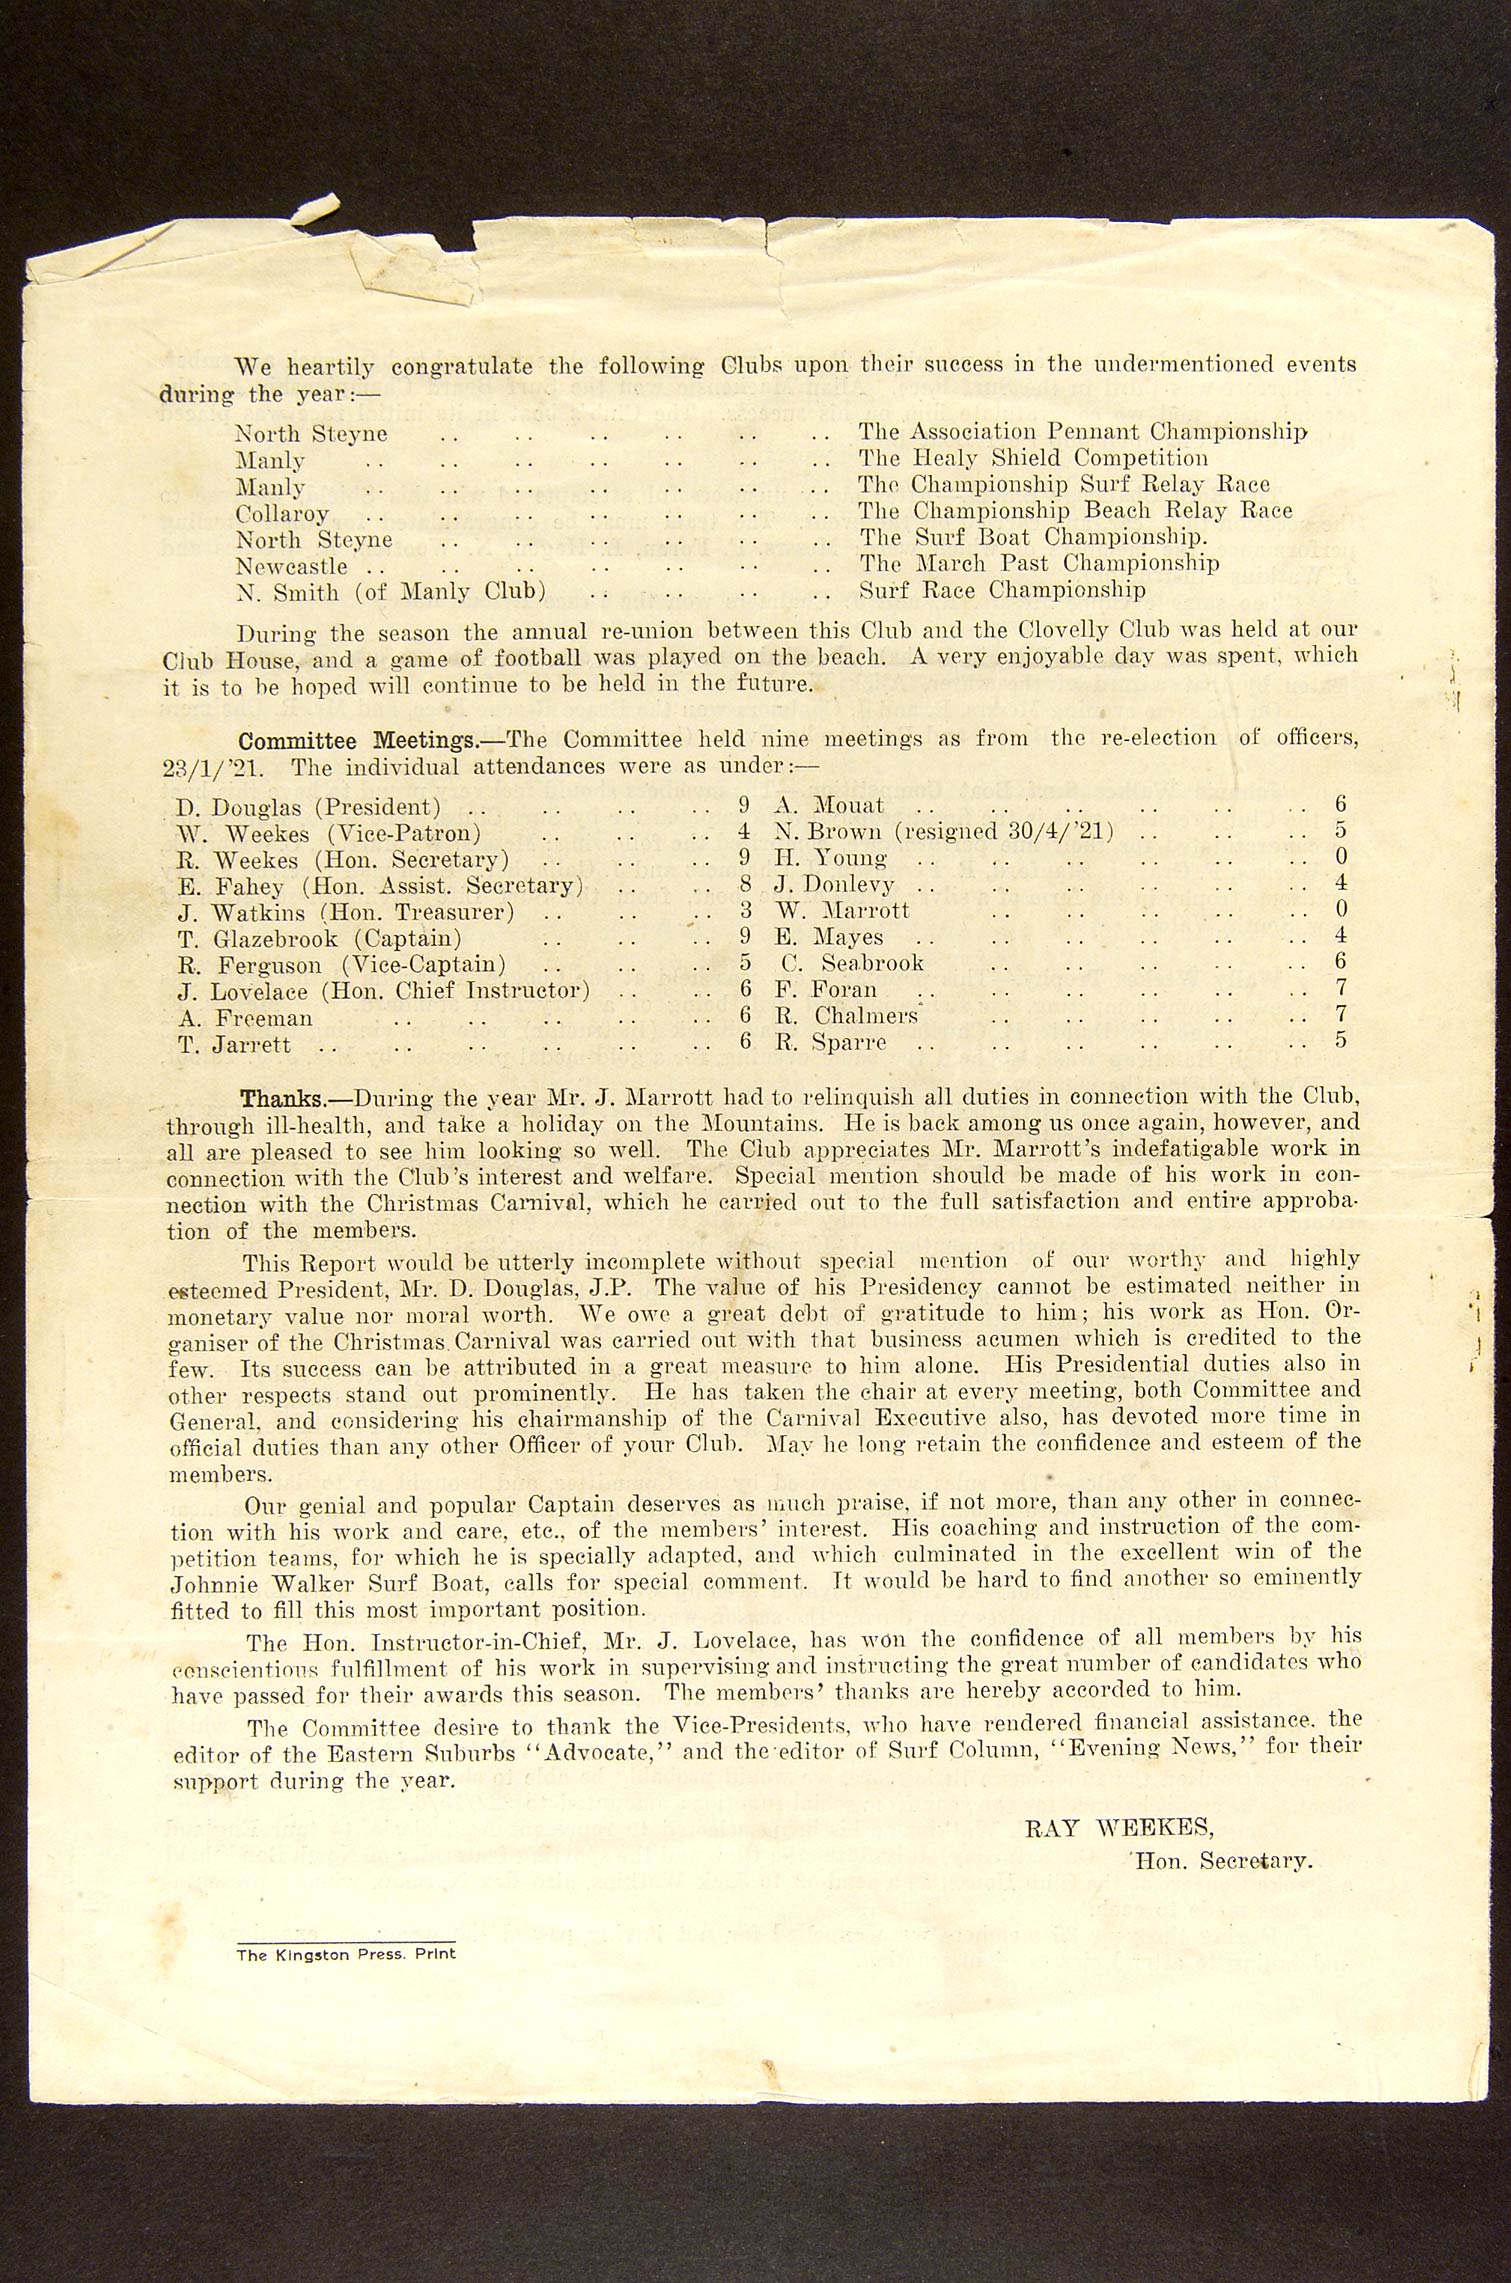 We heartily congratulate the following Clubs upon their success in the undermentioned events
during the year:—
North Steyne .. .. .. .. .. .. The Association Pennant Championship
Manly .. .. .. .. .. .. .. The Healy Shield Competition
Manly .. .. .. .. .. .. .. The Championship Surf Relay Race
Collaroy .. .. .. .. .. .. .. The Championship Beach Relay Race
North Steyne .. .. .. .. .. .. The Surf Boat Championship.
Newcastle .. .. .. .. .. .. .. The March Past Championship
N. Smith (of Manly Club) .. .. .. .. Surf Race Championship
During the season the annual re-union between this Club and the Clovelly Club was held at our
Club House, and a game of football was played on the beach. A very enjoyable day was spent, which
it is to be hoped will continue to be held in the future.
Committee Meetings.—The Committee held nine meetings as from the re-election of officers,
23/1/'21. The individual attendances were as under:—
D. Douglas (President) .. .. .. .. 9 A. Mouat .. .. .. .. .. .. 6
W. Weekes (Vice-Patron) .. .. .. 4 N. Brown (resigned 30/4/'21) .. .. .. 5
R. Weekes (Hon. Secretary) .. .. .. 9 H. Young .. .. .. .. .. .. 0
E. Fahey (Hon. Assist. Secretary) .. .. 8 J. Donlevy .. .. .. .. .. .. 4
J. Watkins (Hon. Treasurer) .. .. .. 3 W. Marrott .. .. .. .. .. 0
T. Glazebrook (Captain) .. .. .. 9 E. Mayes .. .. .. .. .. .. 4
R. Ferguson (Vice-Captain) .. .. .. 5 C. Seabrook .. .. .. .. .. 6
J. Lovelace (Hon. Chief Instructor) .. .. 6 F. Foran .. .. .. .. .. .. 7
A. Freeman .. .. .. .. .. 6 R. Chalmers .. .. .. .. .. 7
T. Jarrett .. .. .. .. .. .. 6 R. Sparre .. .. .. .. .. .. 5
Thanks.—During the year Mr. J. Marrott had to relinquish all duties in connection with the Club,
through ill-health, and take a holiday on the Mountains. He is back among us once again, however, and
all are pleased to see him looking so well. The Club appreciates Mr. Marrott's indefatigable work in
connection with the Club's interest and welfare. Special mention should be made of his work in con-
nection with the Christmas Carnival, which he carried out to the full satisfaction and entire approba-
tion of the members.
This Report would be utterly incomplete without special mention of our worthy and highly
esteemed President, Mr. D. Douglas, J.P. The value of his Presidency cannot be estimated neither in
monetary value nor moral worth. We owe a great debt of gratitude to him; his work as Hon. Or-
ganiser of the Christmas Carnival was carried out with that business acumen which is credited to the
few. Its success can be attributed in a great measure to him alone. His Presidential duties also in
other respects stand out prominently. He has taken the chair at every meeting, both Committee and
General, and considering his chairmanship of the Carnival Executive also, has devoted more time in
official duties than any other Officer of your Club. May he long retain the confidence and esteem of the
members.
Our genial and popular Captain deserves as much praise, if not more, than any other in connec-
tion with his work and care, etc., of the members' interest. His coaching and instruction of the com-
petition teams, for which he is specially adapted, and which culminated in the excellent win of the
Johnnie Walker Surf Boat, calls for special comment. It would be hard to find another so eminently
fitted to fill this most important position.
The Hon. Instructor-in-Chief, Mr. J. Lovelace, has won the confidence of all members by his
conscientious fulfillment of his work in supervising and instructing the great number of candidates who
have passed for their awards this season. The members' thanks are hereby accorded to him.
The Committee desire to thank the Vice-Presidents, who have rendered financial assistance. the
editor of the Eastern Suburbs "Advocate," and the editor of Surf Column, "Evening News," for their
support during the year.
RAY WEEKES,
Hon. Secretary.
The Kingston Press. Print